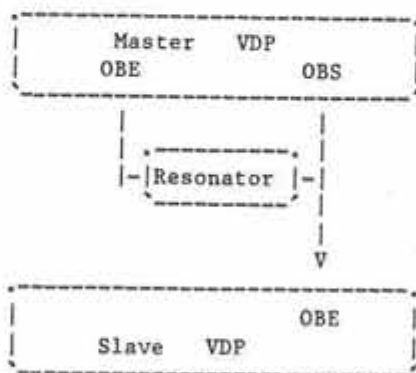 Master VDP
OBE OBS
Resonator
V
OBE
Slave VDP